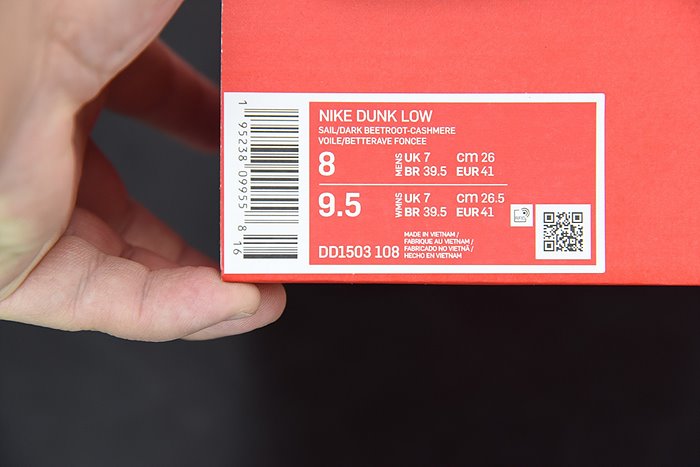 1 95238 09955 8 16
NIKE DUNK LOW
SAIL/DARK BEETROOT-CASHMERE
VOILE/BETTERAVE FONCEE
8 MENS UK 7 cm 26
BR 39.5 EUR 41
9.5 WMNS UK 7 cm 26.5
BR 39.5 EUR 41
DD1503 108
MADE IN VIETNAM /
FABRIQUE AU VIETNAM /
FABRICADO NO VIETNÃ /
HECHO EN VIETNAM